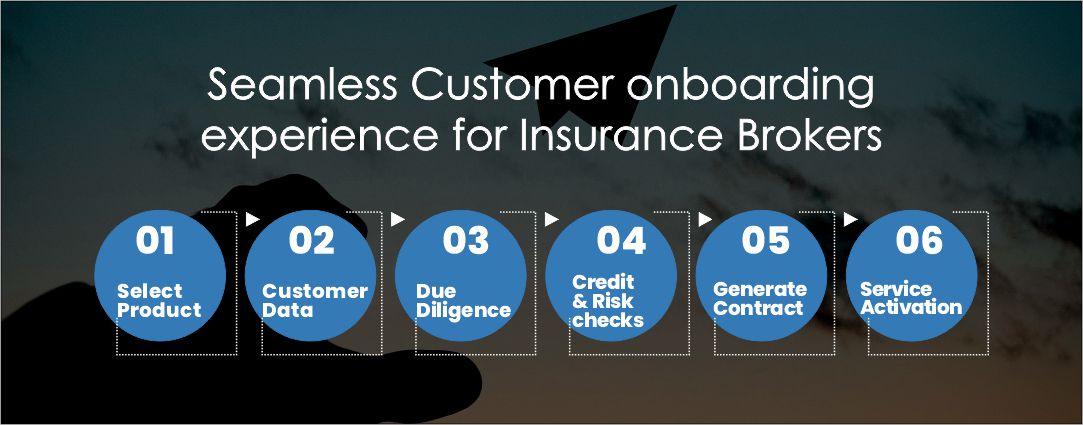 Seamless Customer onboarding
experience for Insurance Brokers
01
Select
Product
02
Customer
Data
03
Due
Diligence
04
Credit
& Risk
checks
05
Generate
Contract
06
Service
Activation